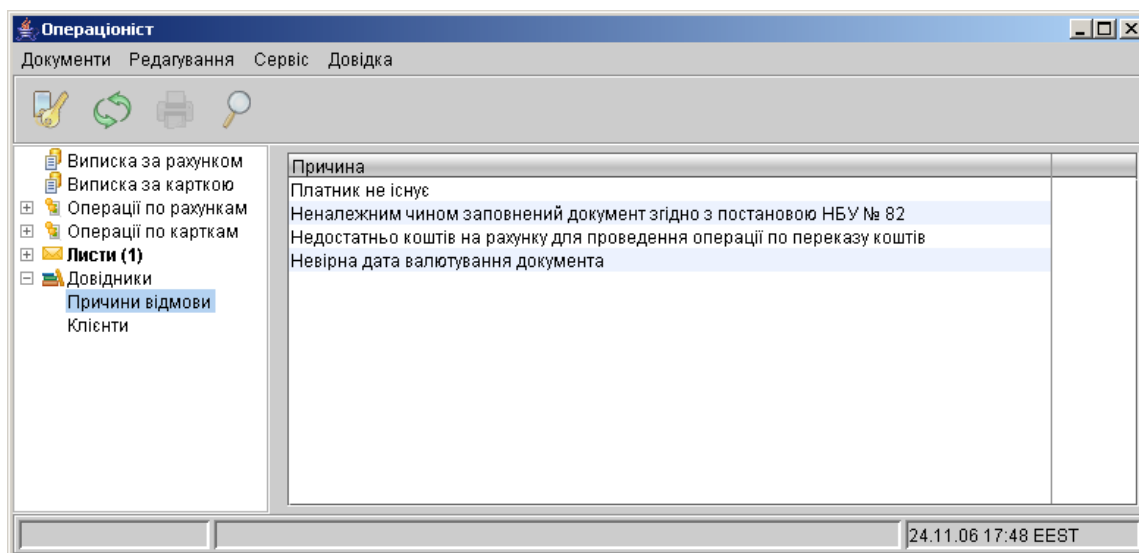 Операціоніст
Документи Редагування Сервіс Довідка
Виписка за рахунком
Виписка за карткою
Операції по рахункам
Операції по карткам
Листи (1)
Довідники
Причини відмови
Клієнти
Причина
Платник не існує
Неналежним чином заповнений документ згідно з постановою НБУ № 82
Недостатньо коштів на рахунку для проведення операції по переказу коштів
Невірна дата валютування документа
24.11.06 17:48 EEST